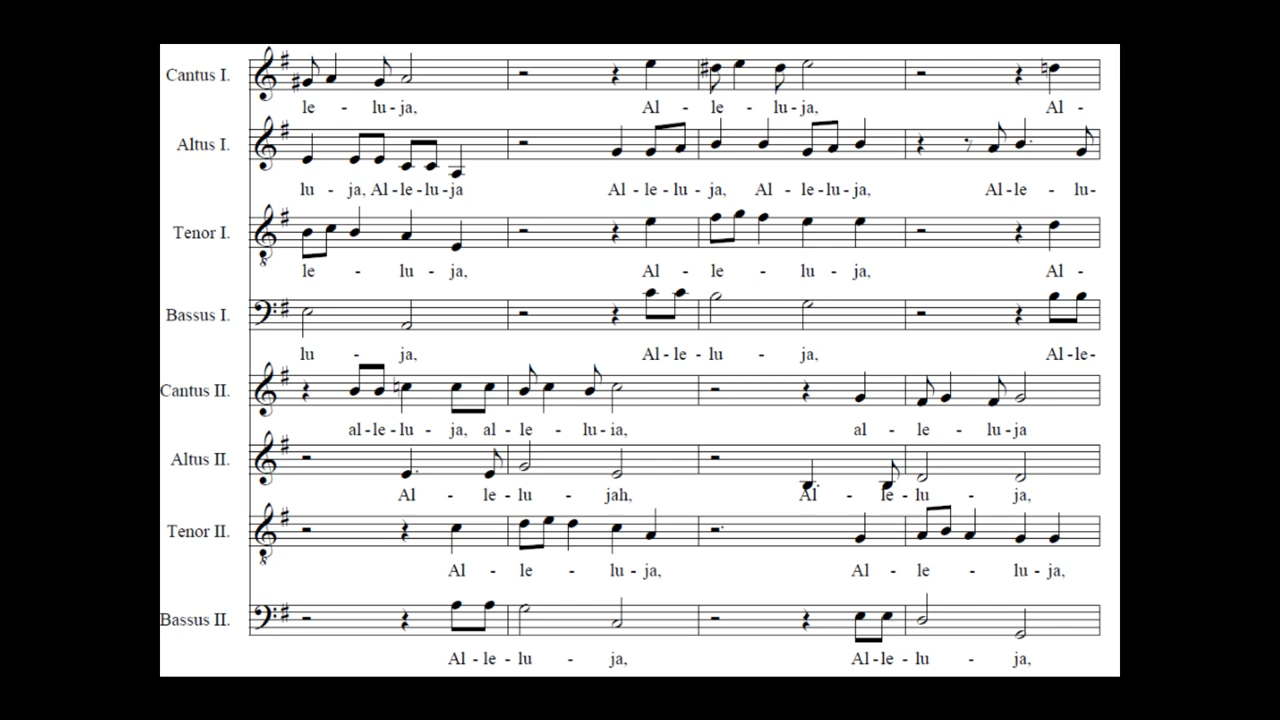 Cantus I.
le - lu - ja, Al - le - lu - ja, Al -
Altus I.
lu - ja, Al - le - lu - ja Al - le - lu - ja, Al - le - lu - ja, Al - le - lu-
Tenor I.
8
le - lu - ja, Al - le - lu - ja, Al -
Bassus I.
lu - ja, Al - le - lu - ja, Al - le-
Cantus II.
al - le - lu - ja, al - le - lu - ia, al - le - lu - ja
Altus II.
Al - le - lu - jah, Al - le - lu - ja,
Tenor II.
8
Al - le - lu - ja, Al - le - lu - ja,
Bassus II.
Al - le - lu - ja, Al - le - lu - ja,